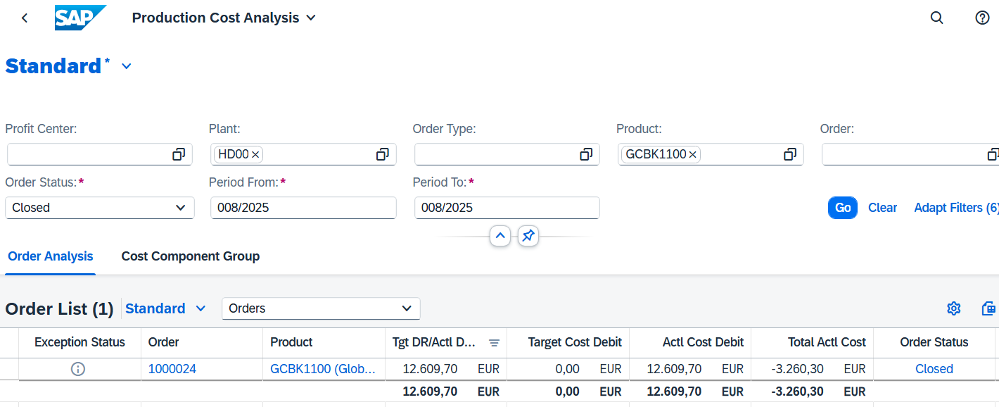 SAP Production Cost Analysis
Standard *
Profit Center: Plant: Order Type: Product: Order:
HD00 GCBK1100
Order Status:* Period From:* Period To:*
Closed 008/2025 008/2025 Go Clear Adapt Filters (6)
Order Analysis Cost Component Group
Order List (1) Standard Orders
Exception Status Order Product Tgt DR/Actl D... Target Cost Debit Actl Cost Debit Total Actl Cost Order Status
1000024 GCBK1100 (Glob... 12.609,70 EUR 0,00 EUR 12.609,70 EUR -3.260,30 EUR Closed
12.609,70 EUR 0,00 EUR 12.609,70 EUR -3.260,30 EUR